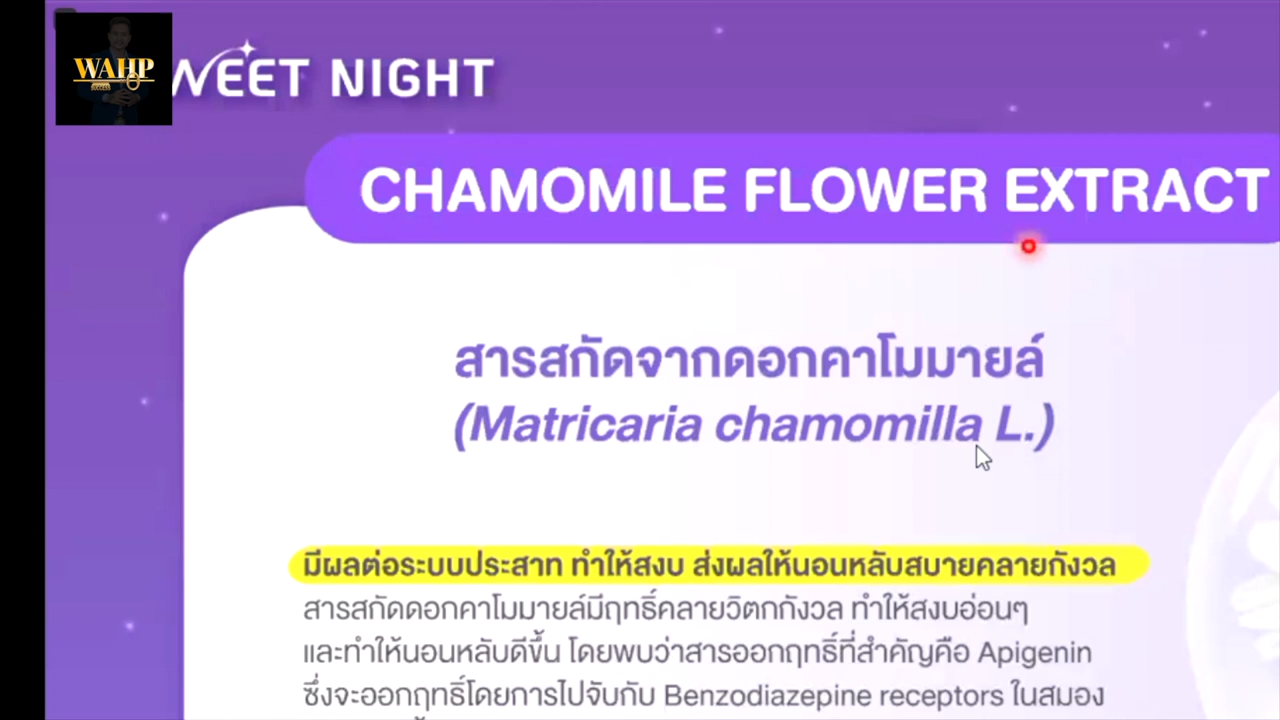 WAHP
WEET NIGHT
CHAMOMILE FLOWER EXTRACT
สารสกัดจากดอกคาโมมายล์
(Matricaria chamomilla L.)
มีผลต่อระบบประสาท ทำให้สงบ ส่งผลให้นอนหลับสบายคลายกังวล
สารสกัดดอกคาโมมายล์มีฤทธิ์คลายวิตกกังวล ทำให้สงบอ่อนๆ
และทำให้นอนหลับดีขึ้น โดยพบว่าสารออกฤทธิ์ที่สำคัญคือ Apigenin
ซึ่งจะออกฤทธิ์โดยการไปจับกับ Benzodiazepine receptors ในสมอง